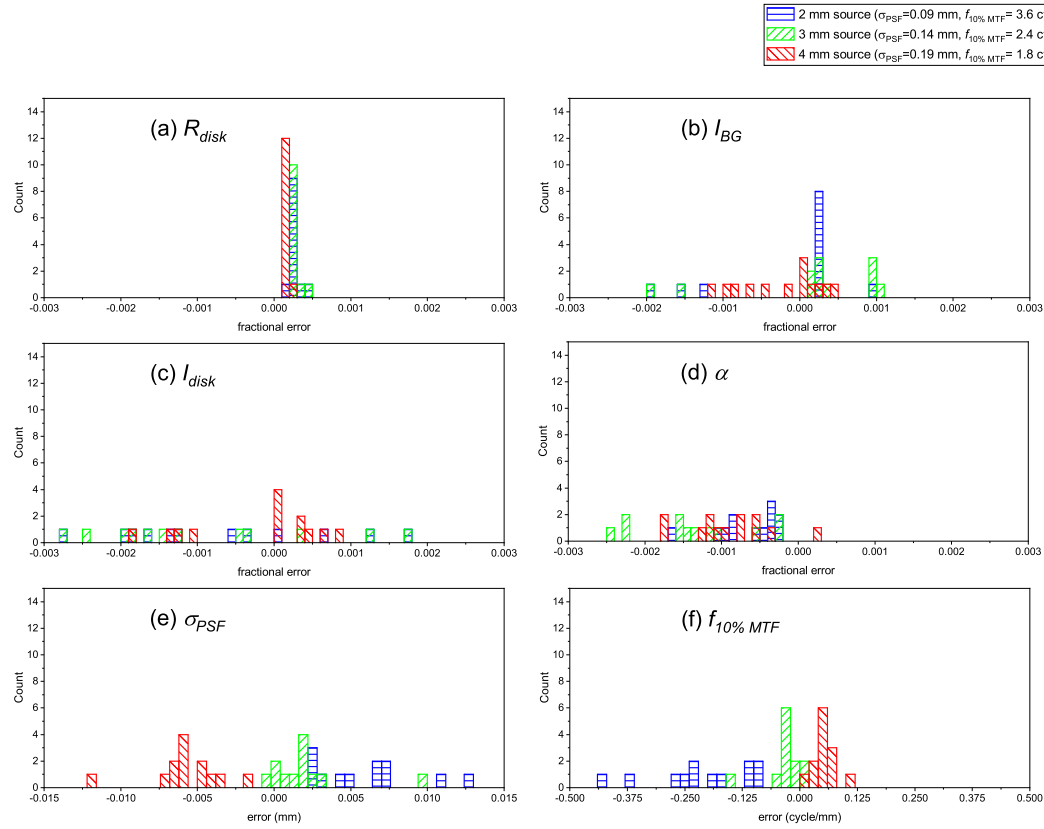 2 mm source (σPSF=0.09 mm, f10% MTF= 3.6 c
3 mm source (σPSF=0.14 mm, f10% MTF= 2.4 c
4 mm source (σPSF=0.19 mm, f10% MTF= 1.8 c
(a) Rdisk
Count
14
12
10
8
6
4
2
0
-0.003 -0.002 -0.001 0.000 0.001 0.002 0.003
fractional error
(b) IBG
Count
14
12
10
8
6
4
2
0
-0.003 -0.002 -0.001 0.000 0.001 0.002 0.003
fractional error
(c) Idisk
Count
14
12
10
8
6
4
2
0
-0.003 -0.002 -0.001 0.000 0.001 0.002 0.003
fractional error
(d) α
Count
14
12
10
8
6
4
2
0
-0.003 -0.002 -0.001 0.000 0.001 0.002 0.003
fractional error
(e) σPSF
Count
14
12
10
8
6
4
2
0
-0.015 -0.010 -0.005 0.000 0.005 0.010 0.015
error (mm)
(f) f10% MTF
Count
14
12
10
8
6
4
2
0
-0.500 -0.375 -0.250 -0.125 0.000 0.125 0.250 0.375 0.500
error (cycle/mm)